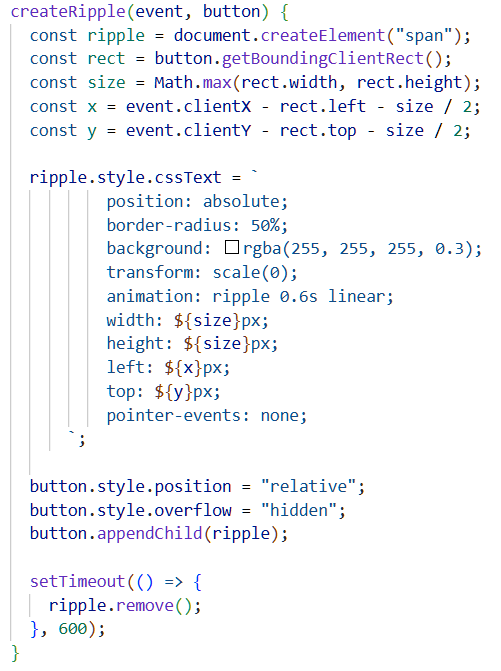 createRipple(event, button) {
const ripple = document.createElement("span");
const rect = button.getBoundingClientRect();
const size = Math.max(rect.width, rect.height);
const x = event.clientX - rect.left - size / 2;
const y = event.clientY - rect.top - size / 2;
ripple.style.cssText = `
position: absolute;
border-radius: 50%;
background: rgba(255, 255, 255, 0.3);
transform: scale(0);
animation: ripple 0.6s linear;
width: ${size}px;
height: ${size}px;
left: ${x}px;
top: ${y}px;
pointer-events: none;
`;
button.style.position = "relative";
button.style.overflow = "hidden";
button.appendChild(ripple);
setTimeout(() => {
ripple.remove();
}, 600);
}